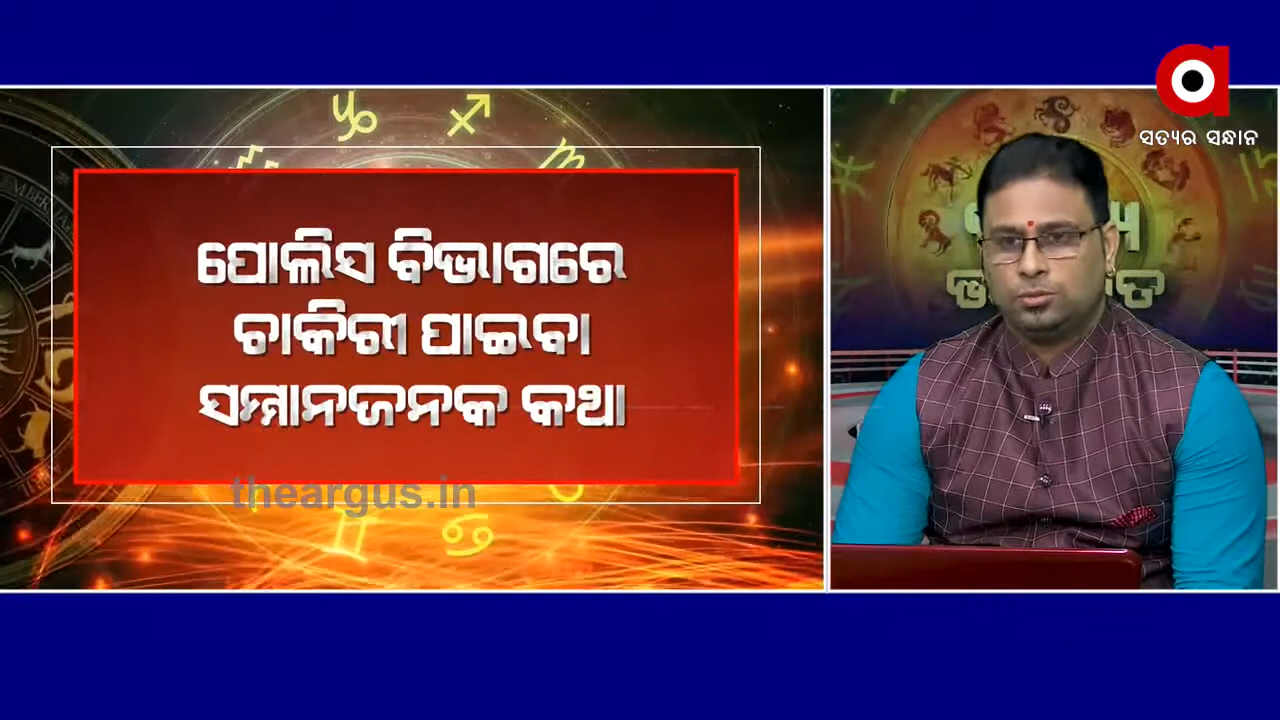 ସତ୍ୟର ସନ୍ଧାନ
ପୋଲିସ ବିଭାଗରେ
ଚାକିରୀ ପାଇବା
ସମ୍ମାନଜନକ କଥା
theargus.in